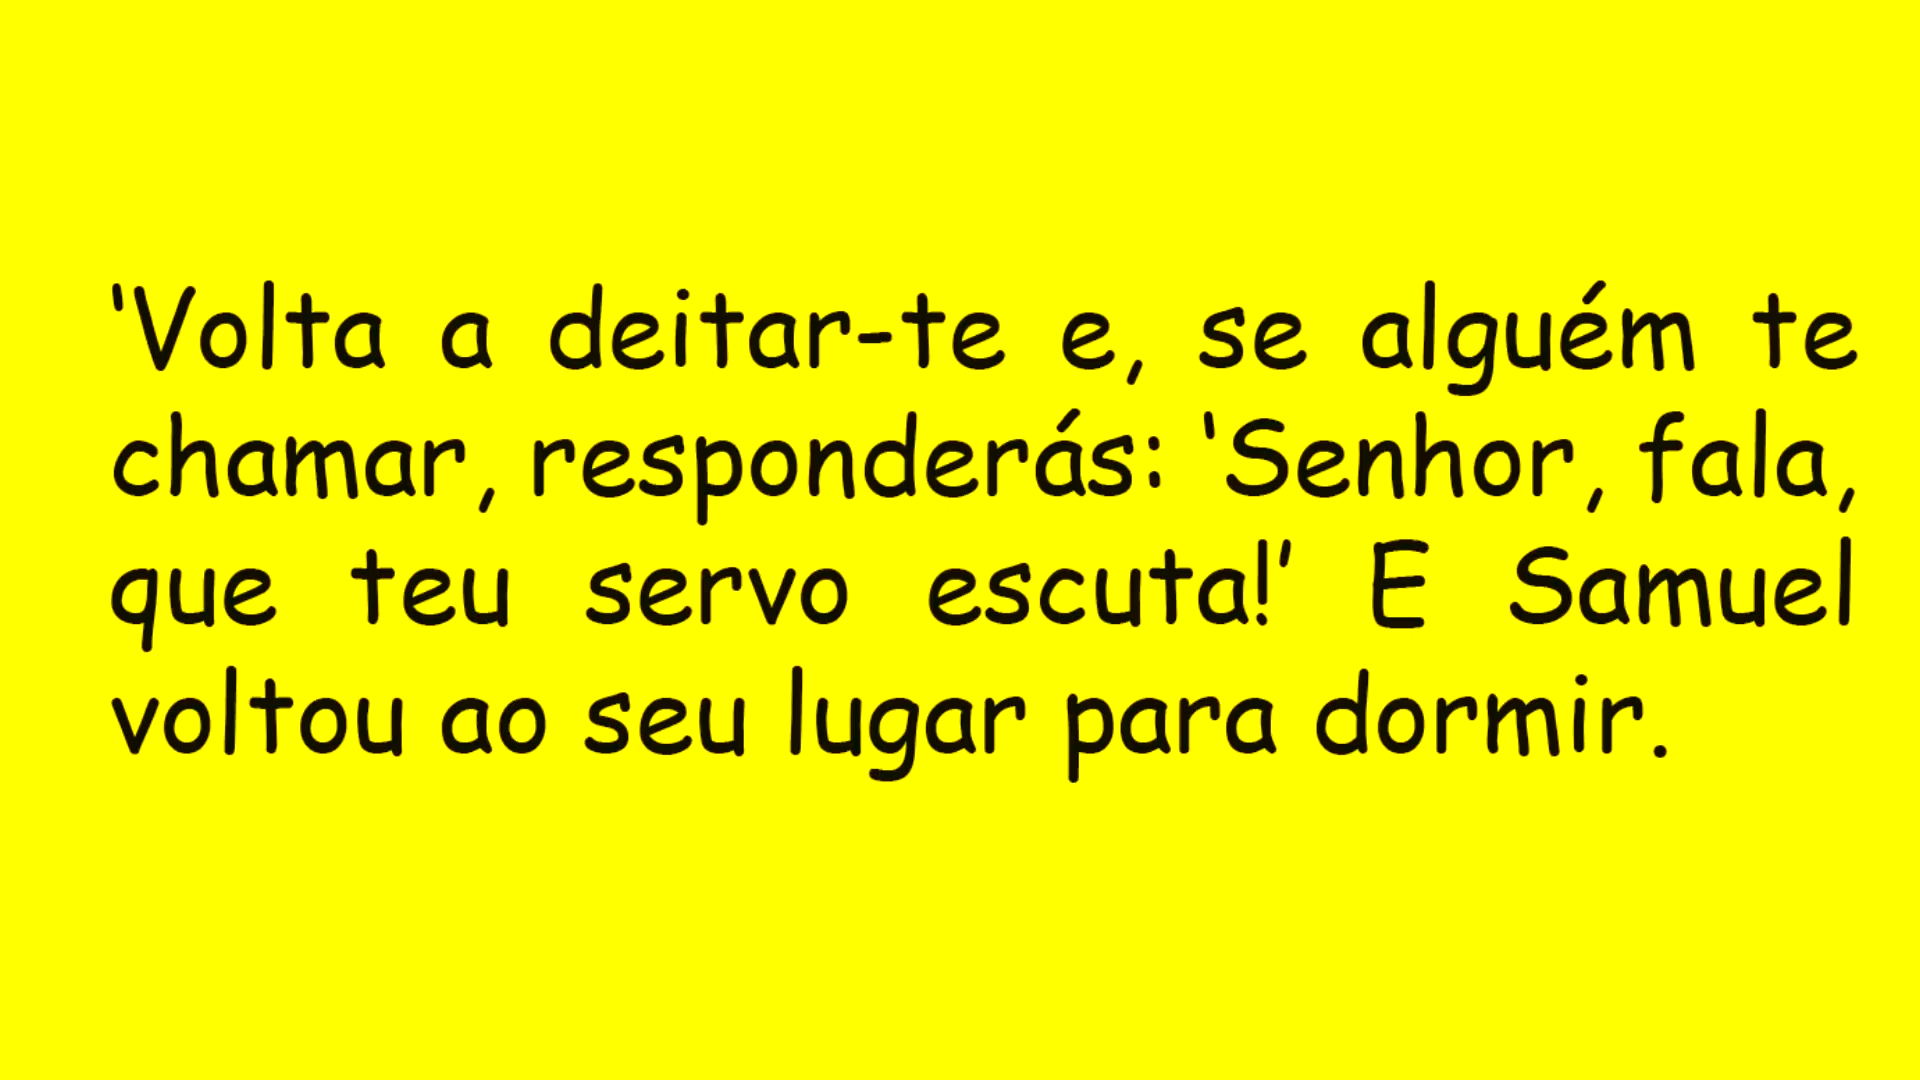 ‘Volta a deitar-te e, se alguém te
chamar, responderás: ‘Senhor, fala,
que teu servo escuta!’ E Samuel
voltou ao seu lugar para dormir.